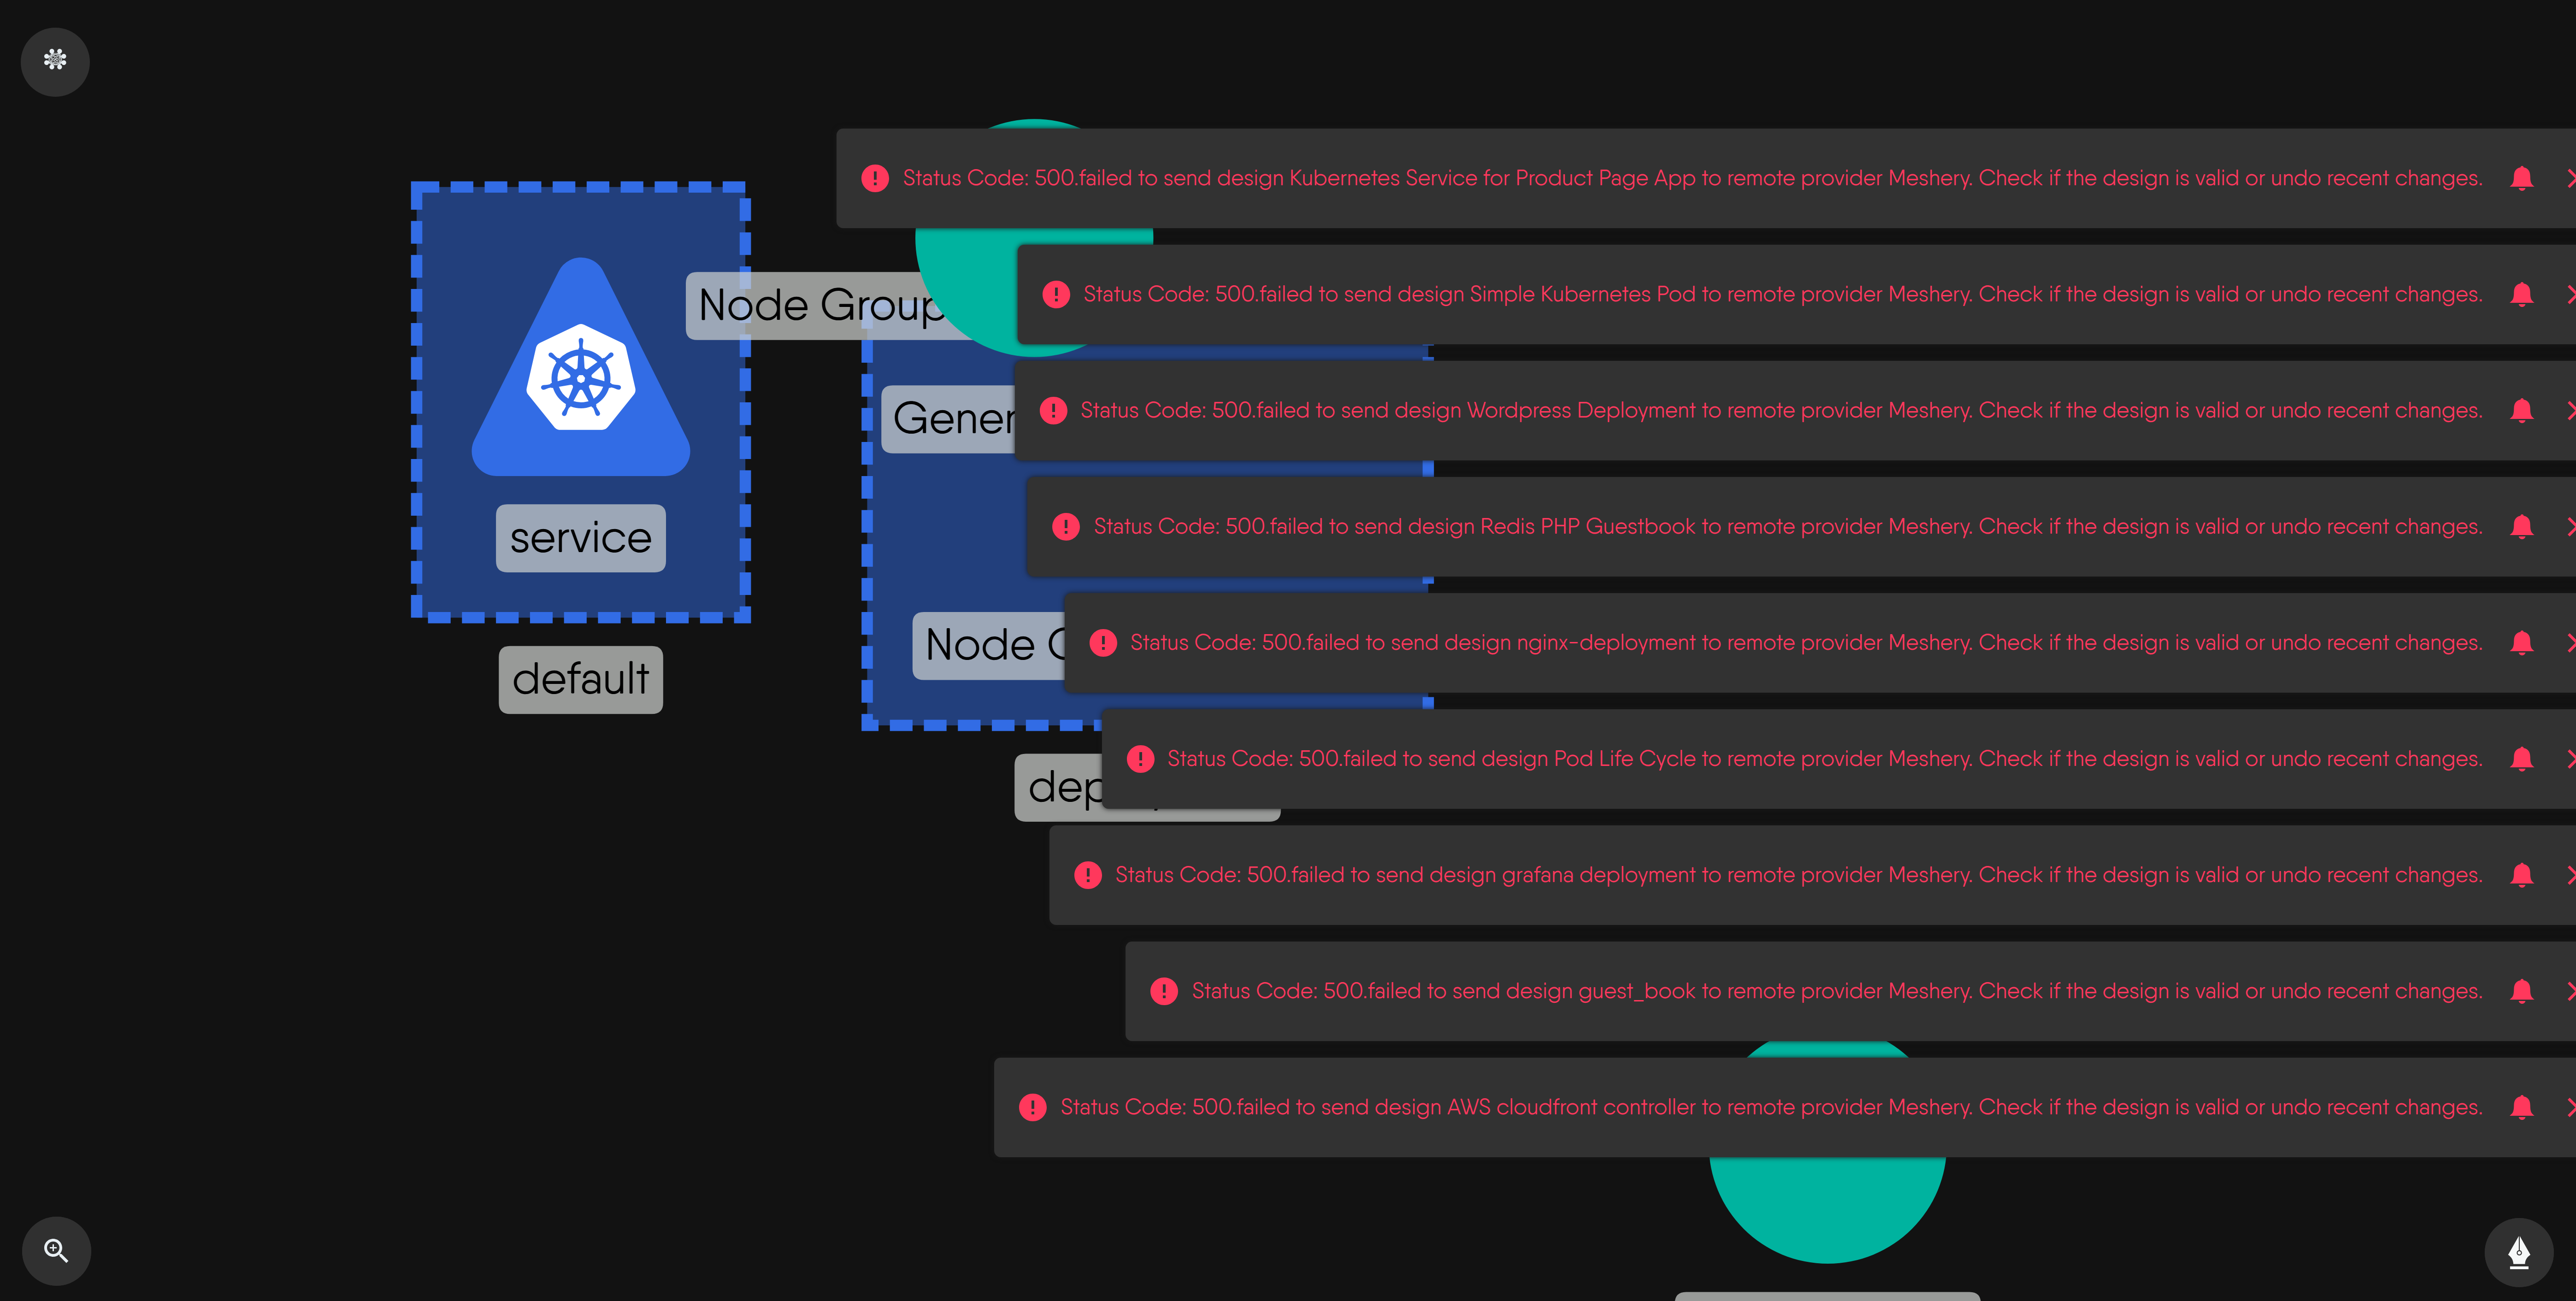 Status Code: 500.failed to send design Kubernetes Service for Product Page App to remote provider Meshery. Check if the design is valid or undo recent changes.
Node Group
Status Code: 500.failed to send design Simple Kubernetes Pod to remote provider Meshery. Check if the design is valid or undo recent changes.
Gener
Status Code: 500.failed to send design Wordpress Deployment to remote provider Meshery. Check if the design is valid or undo recent changes.
service
Status Code: 500.failed to send design Redis PHP Guestbook to remote provider Meshery. Check if the design is valid or undo recent changes.
Node
Status Code: 500.failed to send design nginx-deployment to remote provider Meshery. Check if the design is valid or undo recent changes.
default
Status Code: 500.failed to send design Pod Life Cycle to remote provider Meshery. Check if the design is valid or undo recent changes.
dep
Status Code: 500.failed to send design grafana deployment to remote provider Meshery. Check if the design is valid or undo recent changes.
Status Code: 500.failed to send design guest_book to remote provider Meshery. Check if the design is valid or undo recent changes.
Status Code: 500.failed to send design AWS cloudfront controller to remote provider Meshery. Check if the design is valid or undo recent changes.